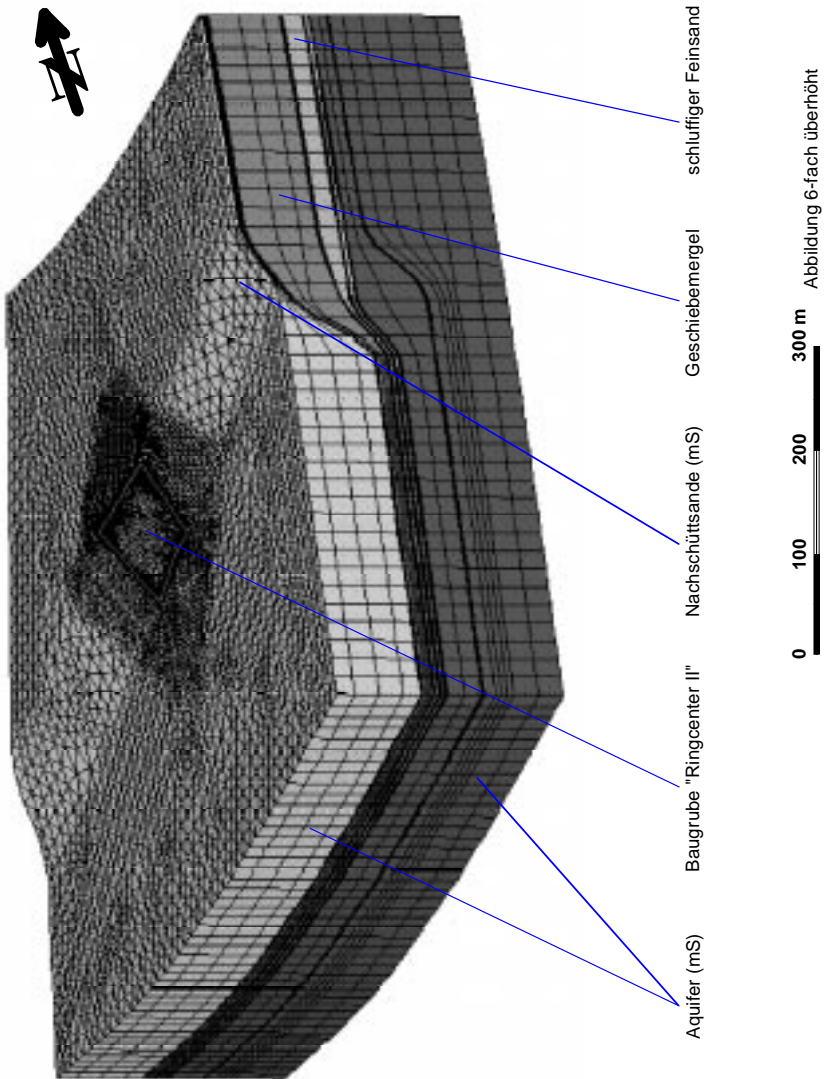 N
schluffiger Feinsand
Geschiebemergel
Nachschüttsande (mS)
Baugrube "Ringcenter II"
Aquifer (mS)
0 100 200 300 m
Abbildung 6-fach überhöht